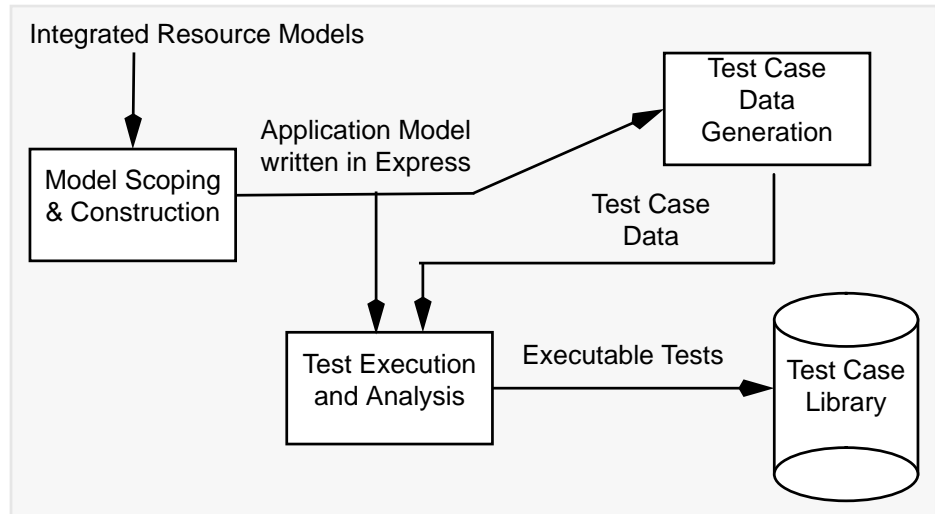 Integrated Resource Models
Test Case
Data
Generation
Application Model
written in Express
Model Scoping
& Construction
Test Case
Data
Test Execution
and Analysis
Executable Tests
Test Case
Library